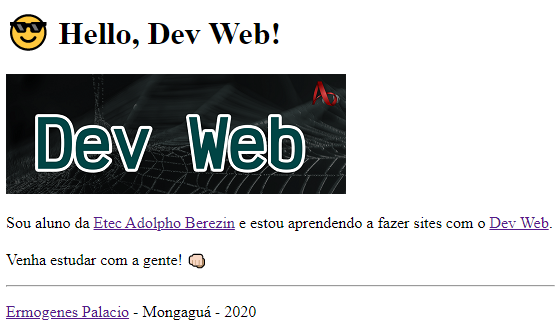 😎 Hello, Dev Web!
Dev Web
Sou aluno da Etec Adolpho Berezin e estou aprendendo a fazer sites com o Dev Web.
Venha estudar com a gente! 👊🏻
Ermogenes Palacio - Mongaguá - 2020